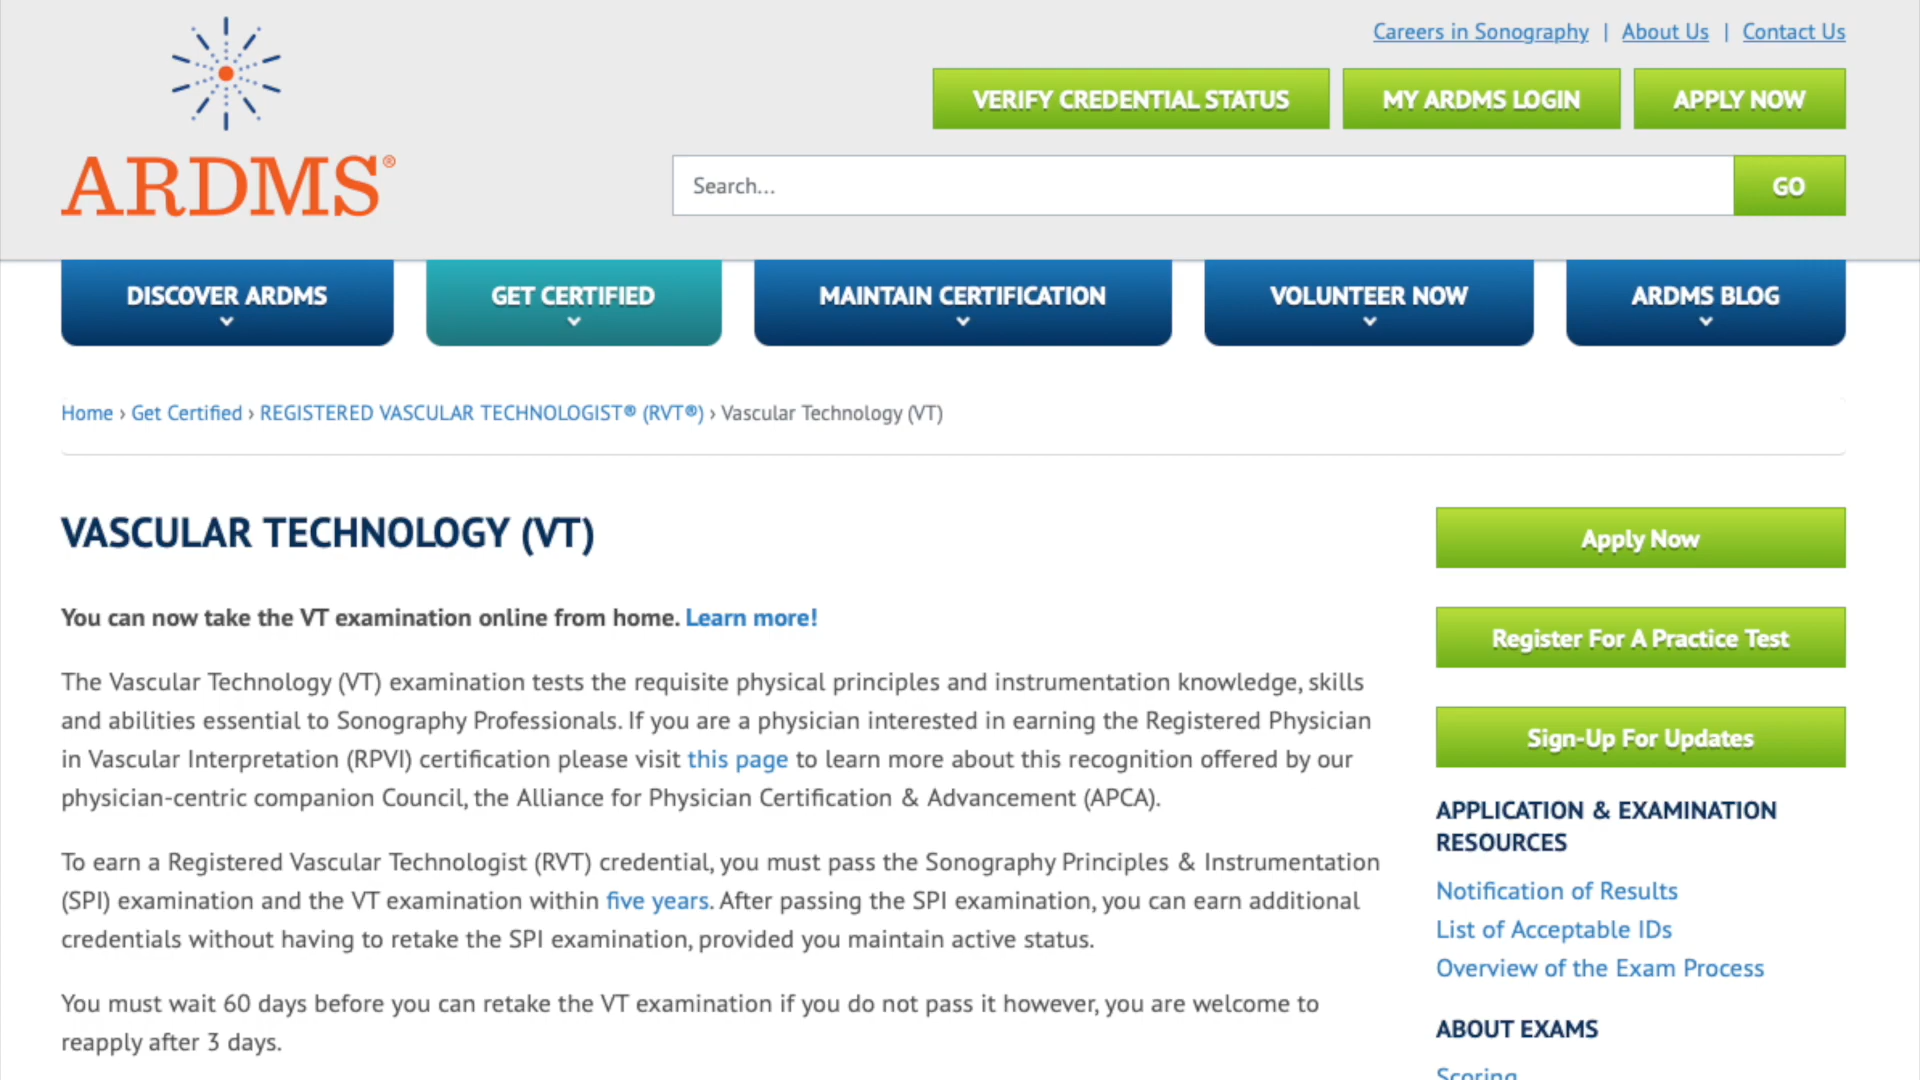 Careers in Sonography | About Us | Contact Us
VERIFY CREDENTIAL STATUS
MY ARDMS LOGIN
APPLY NOW
ARDMS®
Search...
GO
DISCOVER ARDMS
GET CERTIFIED
MAINTAIN CERTIFICATION
VOLUNTEER NOW
ARDMS BLOG
Home › Get Certified › REGISTERED VASCULAR TECHNOLOGIST® (RVT®) › Vascular Technology (VT)
VASCULAR TECHNOLOGY (VT)
You can now take the VT examination online from home. Learn more!
The Vascular Technology (VT) examination tests the requisite physical principles and instrumentation knowledge, skills
and abilities essential to Sonography Professionals. If you are a physician interested in earning the Registered Physician
in Vascular Interpretation (RPVI) certification please visit this page to learn more about this recognition offered by our
physician-centric companion Council, the Alliance for Physician Certification & Advancement (APCA).
To earn a Registered Vascular Technologist (RVT) credential, you must pass the Sonography Principles & Instrumentation
(SPI) examination and the VT examination within five years. After passing the SPI examination, you can earn additional
credentials without having to retake the SPI examination, provided you maintain active status.
You must wait 60 days before you can retake the VT examination if you do not pass it however, you are welcome to
reapply after 3 days.
Apply Now
Register For A Practice Test
Sign-Up For Updates
APPLICATION & EXAMINATION
RESOURCES
Notification of Results
List of Acceptable IDs
Overview of the Exam Process
ABOUT EXAMS
Scoring